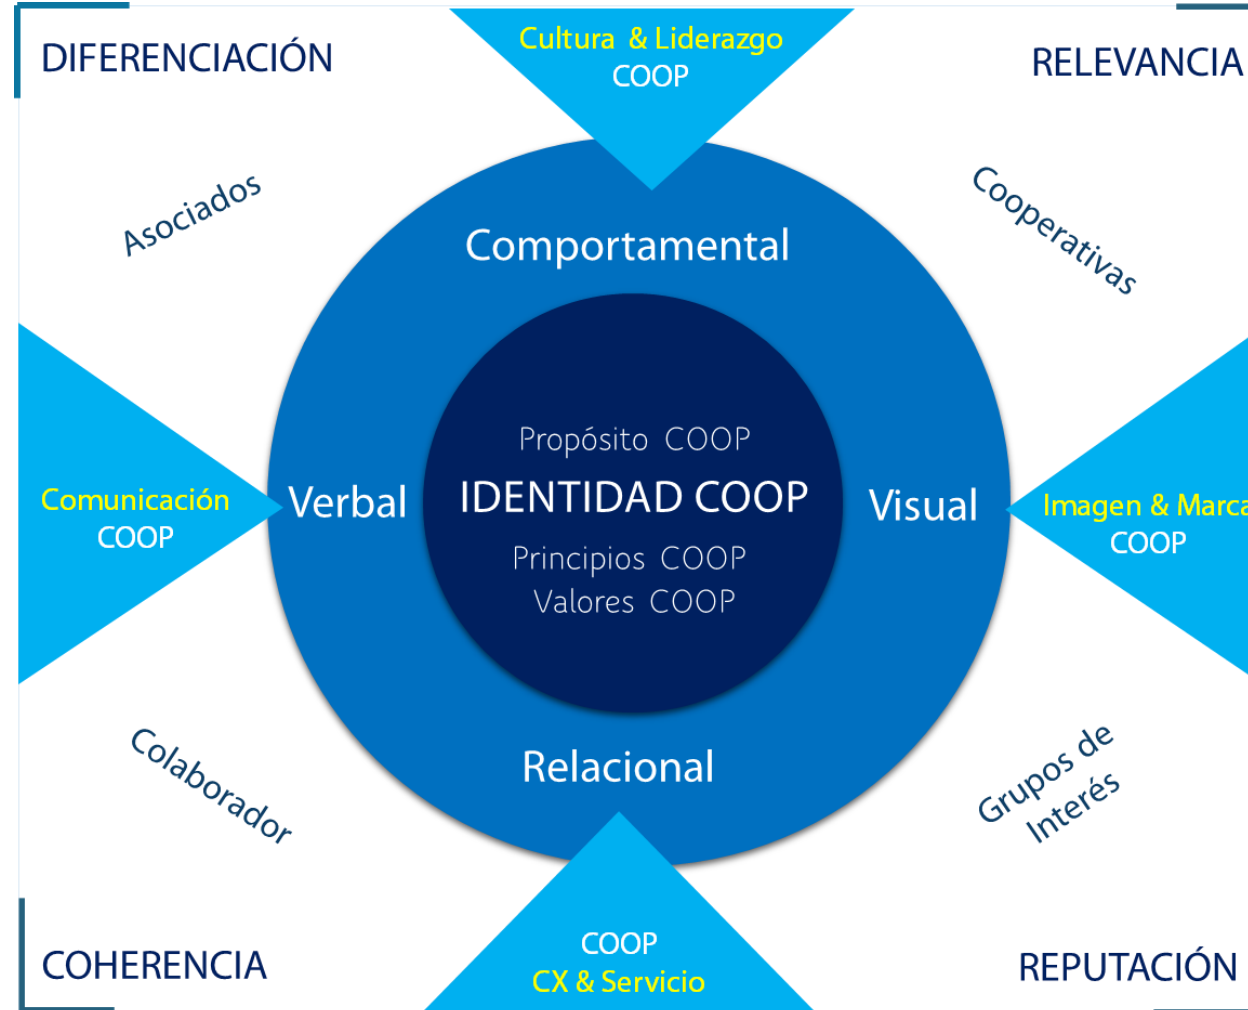 DIFERENCIACIÓN
Cultura & Liderazgo
COOP
RELEVANCIA
Asociados
Cooperativas
Comportamental
Comunicación
COOP
Verbal
Propósito COOP
IDENTIDAD COOP
Principios COOP
Valores COOP
Visual
Imagen & Marca
COOP
Colaborador
Relacional
Grupos de
Interés
COHERENCIA
COOP
CX & Servicio
REPUTACIÓN